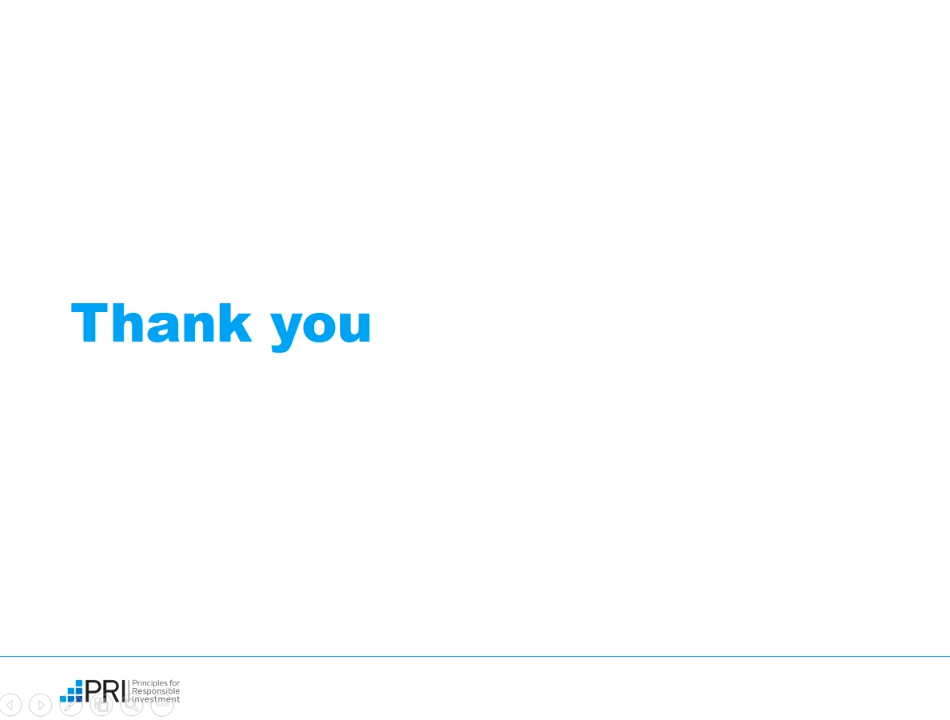 Thank you
PRI
Principles for
Responsible
Investment